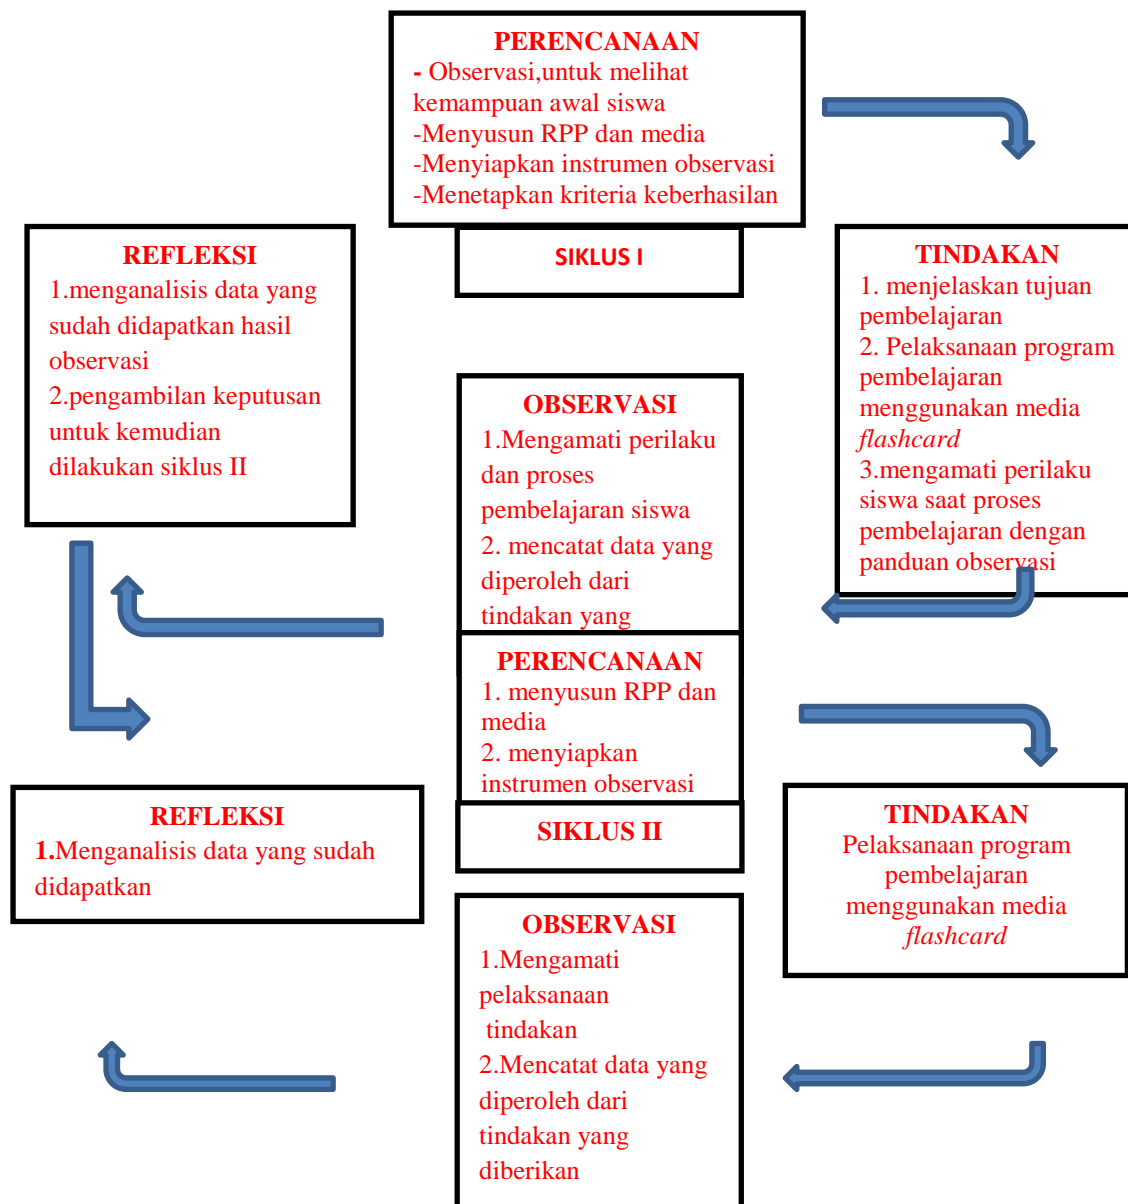 PERENCANAAN
- Observasi,untuk melihat
kemampuan awal siswa
-Menyusun RPP dan media
-Menyiapkan instrumen observasi
-Menetapkan kriteria keberhasilan
SIKLUS I
REFLEKSI
1.menganalisis data yang
sudah didapatkan hasil
observasi
2.pengambilan keputusan
untuk kemudian
dilakukan siklus II
TINDAKAN
1. menjelaskan tujuan
pembelajaran
2. Pelaksanaan program
pembelajaran
menggunakan media
flashcard
3.mengamati perilaku
siswa saat proses
pembelajaran dengan
panduan observasi
OBSERVASI
1.Mengamati perilaku
dan proses
pembelajaran siswa
2. mencatat data yang
diperoleh dari
tindakan yang
PERENCANAAN
1. menyusun RPP dan
media
2. menyiapkan
instrumen observasi
SIKLUS II
REFLEKSI
1.Menganalisis data yang sudah
didapatkan
TINDAKAN
Pelaksanaan program
pembelajaran
menggunakan media
flashcard
OBSERVASI
1.Mengamati
pelaksanaan
tindakan
2.Mencatat data yang
diperoleh dari
tindakan yang
diberikan